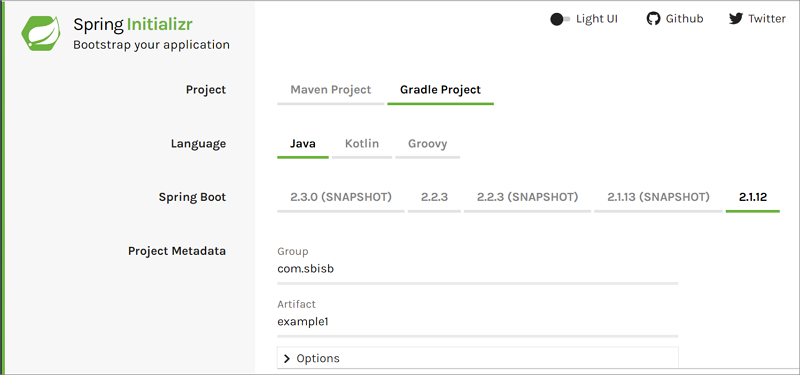 Spring Initializr
Bootstrap your application
Light UI Github Twitter
Project Maven Project Gradle Project
Language Java Kotlin Groovy
Spring Boot 2.3.0 (SNAPSHOT) 2.2.3 2.2.3 (SNAPSHOT) 2.1.13 (SNAPSHOT) 2.1.12
Project Metadata Group
com.sbisb
Artifact
example1
Options